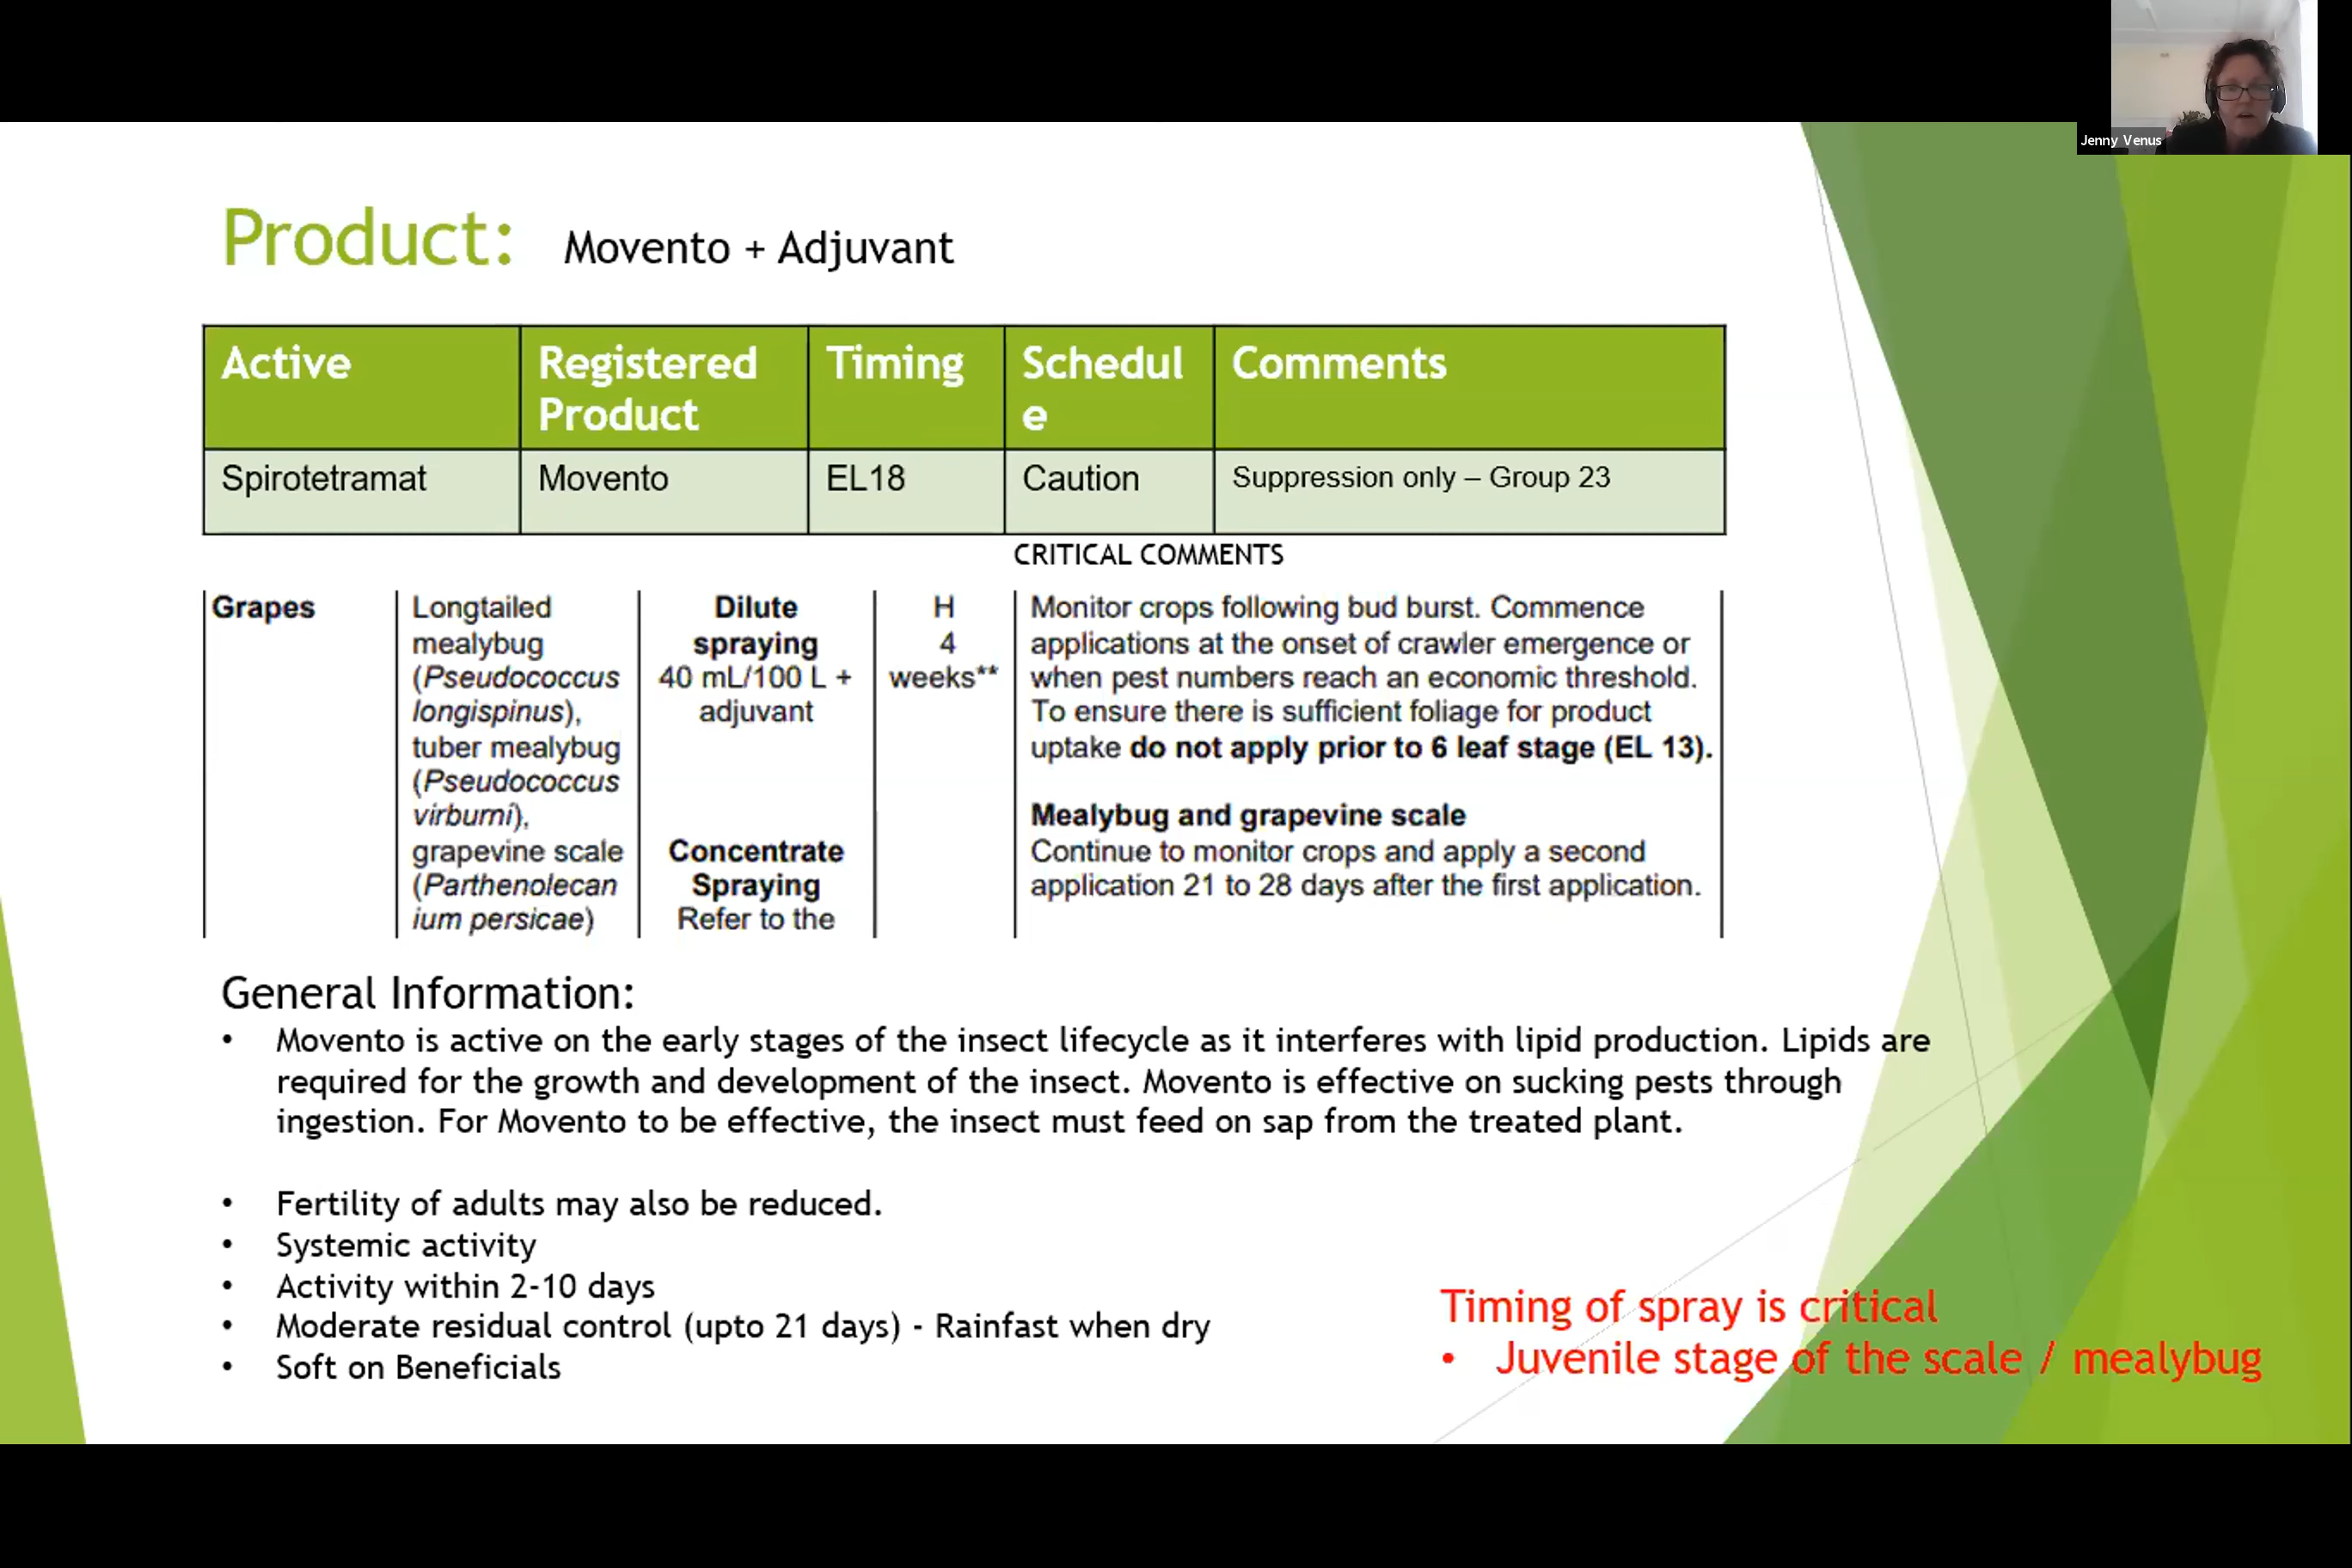 Jenny Venus
Product: Movento + Adjuvant
Active
Registered
Product
Timing
Schedul
e
Comments
Spirotetramat
Movento
EL18
Caution
Suppression only – Group 23
CRITICAL COMMENTS
Grapes
Longtailed
mealybug
(Pseudococcus
longispinus),
tuber mealybug
(Pseudococcus
virburni),
grapevine scale
(Parthenolecan
ium persicae)
Dilute
spraying
40 mL/100 L +
adjuvant
Concentrate
Spraying
Refer to the
H
4
weeks**
Monitor crops following bud burst. Commence
applications at the onset of crawler emergence or
when pest numbers reach an economic threshold.
To ensure there is sufficient foliage for product
uptake do not apply prior to 6 leaf stage (EL 13).
Mealybug and grapevine scale
Continue to monitor crops and apply a second
application 21 to 28 days after the first application.
General Information:
• Movento is active on the early stages of the insect lifecycle as it interferes with lipid production. Lipids are
required for the growth and development of the insect. Movento is effective on sucking pests through
ingestion. For Movento to be effective, the insect must feed on sap from the treated plant.
• Fertility of adults may also be reduced.
• Systemic activity
• Activity within 2-10 days
• Moderate residual control (upto 21 days) - Rainfast when dry
• Soft on Beneficials
Timing of spray is critical
• Juvenile stage of the scale / mealybug